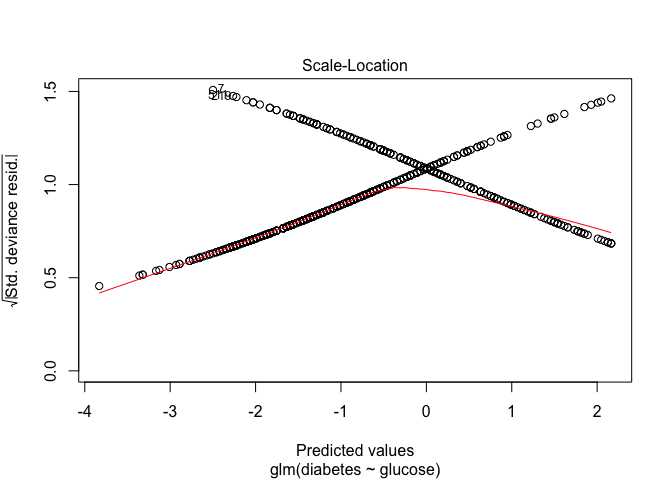 Scale-Location
√|Std. deviance resid.|
1.5
1.0
0.5
0.0
-4
-3
-2
-1
0
1
2
Predicted values
glm(diabetes ~ glucose)